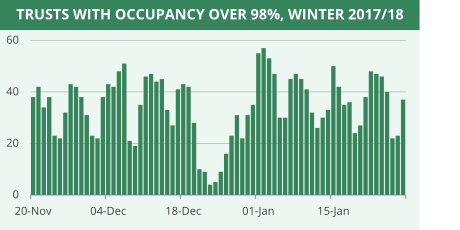 TRUSTS WITH OCCUPANCY OVER 98%, WINTER 2017/18
60
40
20
0
20-Nov 04-Dec 18-Dec 01-Jan 15-Jan